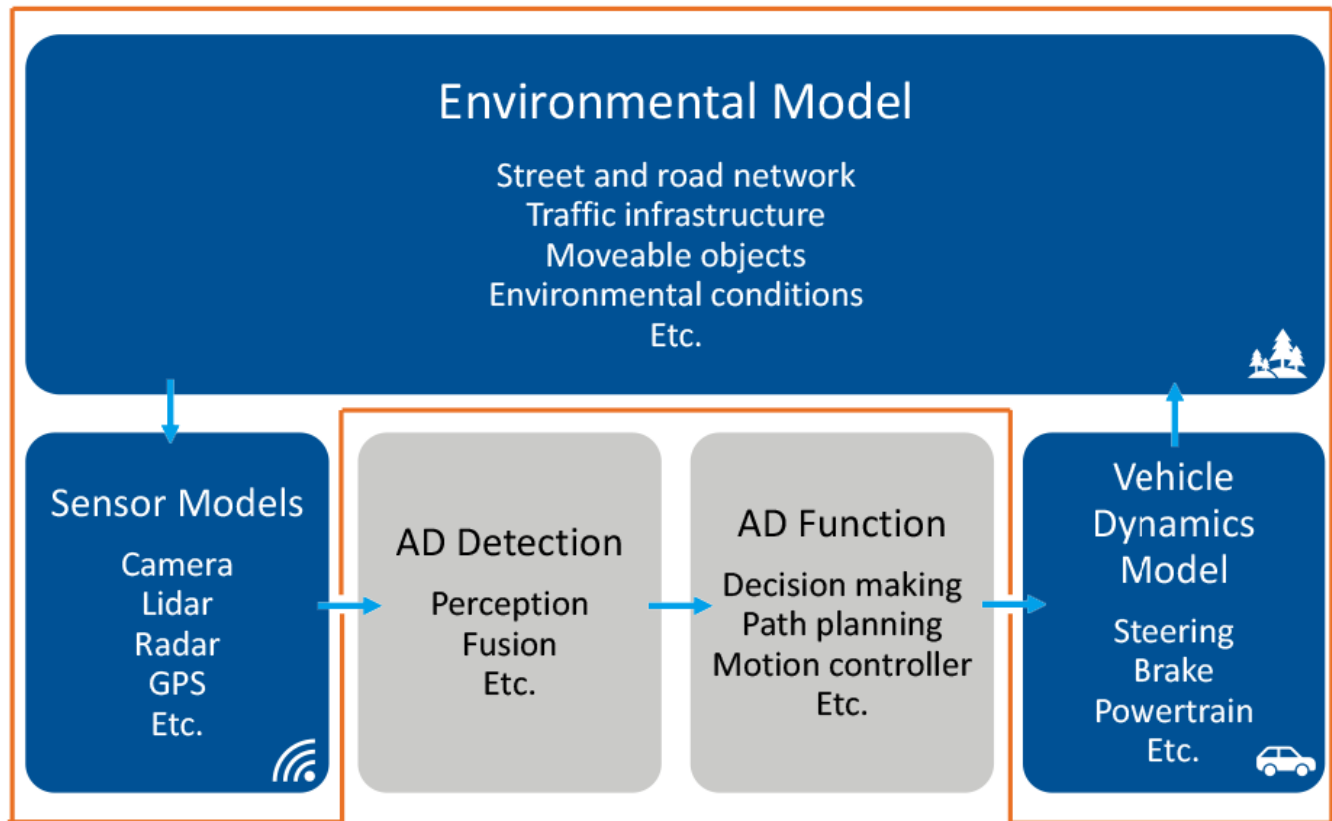 Environmental Model
Street and road network
Traffic infrastructure
Moveable objects
Environmental conditions
Etc.
Sensor Models
Camera
Lidar
Radar
GPS
Etc.
AD Detection
Perception
Fusion
Etc.
AD Function
Decision making
Path planning
Motion controller
Etc.
Vehicle
Dynamics
Model
Steering
Brake
Powertrain
Etc.